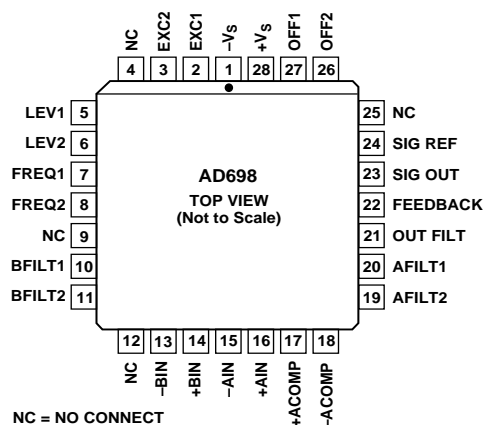 NC
EXC2
EXC1
–VS
+VS
OFF1
OFF2
4
3
2
1
28
27
26
LEV1 5
LEV2 6
FREQ1 7
FREQ2 8
NC 9
BFILT1 10
BFILT2 11
AD698
TOP VIEW
(Not to Scale)
25 NC
24 SIG REF
23 SIG OUT
22 FEEDBACK
21 OUT FILT
20 AFILT1
19 AFILT2
12
13
14
15
16
17
18
NC
–BIN
+BIN
–AIN
+AIN
+ACOMP
–ACOMP
NC = NO CONNECT